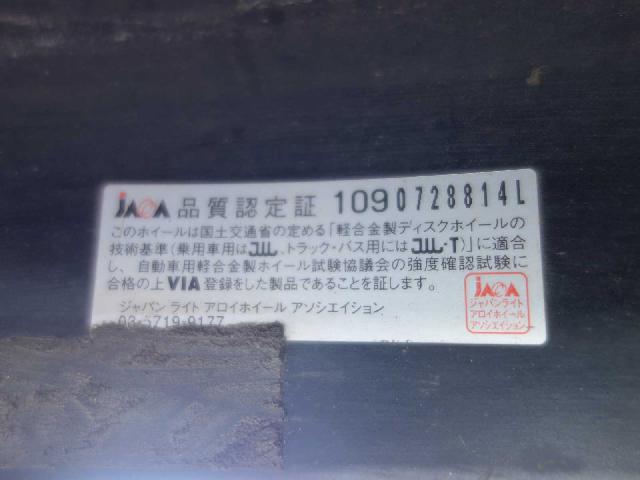 JAWA 品質認定証 1090728814L
このホイールは国土交通省の定める「軽合金製ディスクホイールの
技術基準(乗用車用はJWL、トラック・バス用にはJWL・T)」に適合
し、自動車用軽合金製ホイール試験協議会の強度確認試験に
合格の上VIA登録をした製品であることを証します。
ジャパン ライト アロイホイール アソシエイション
03-5719-9177
JAWA
ジャパンライト
アロイホイール
アソシエイション